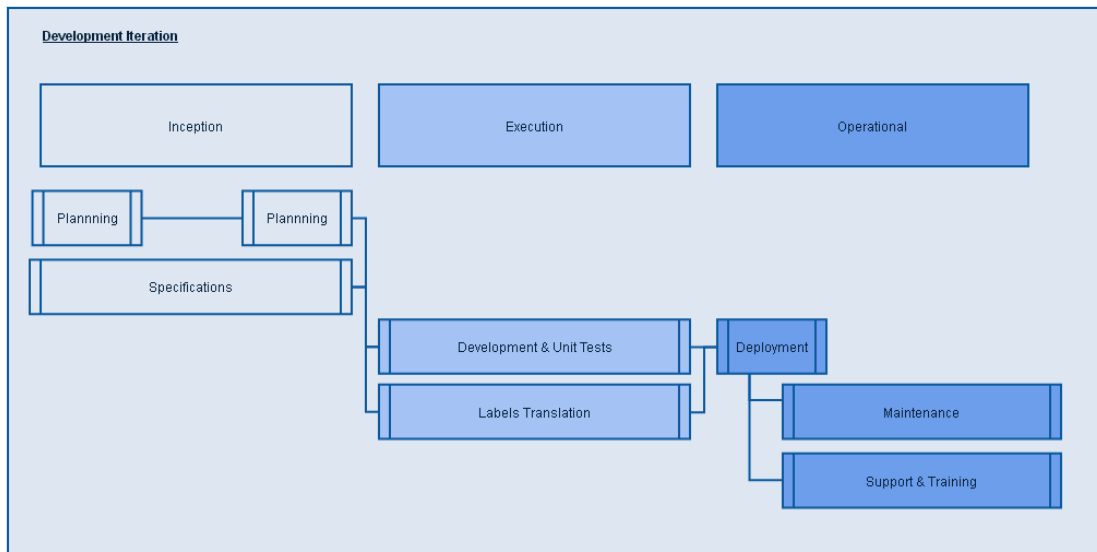 Development Iteration
Inception
Execution
Operational
Plannning
Plannning
Specifications
Development & Unit Tests
Deployment
Labels Translation
Maintenance
Support & Training